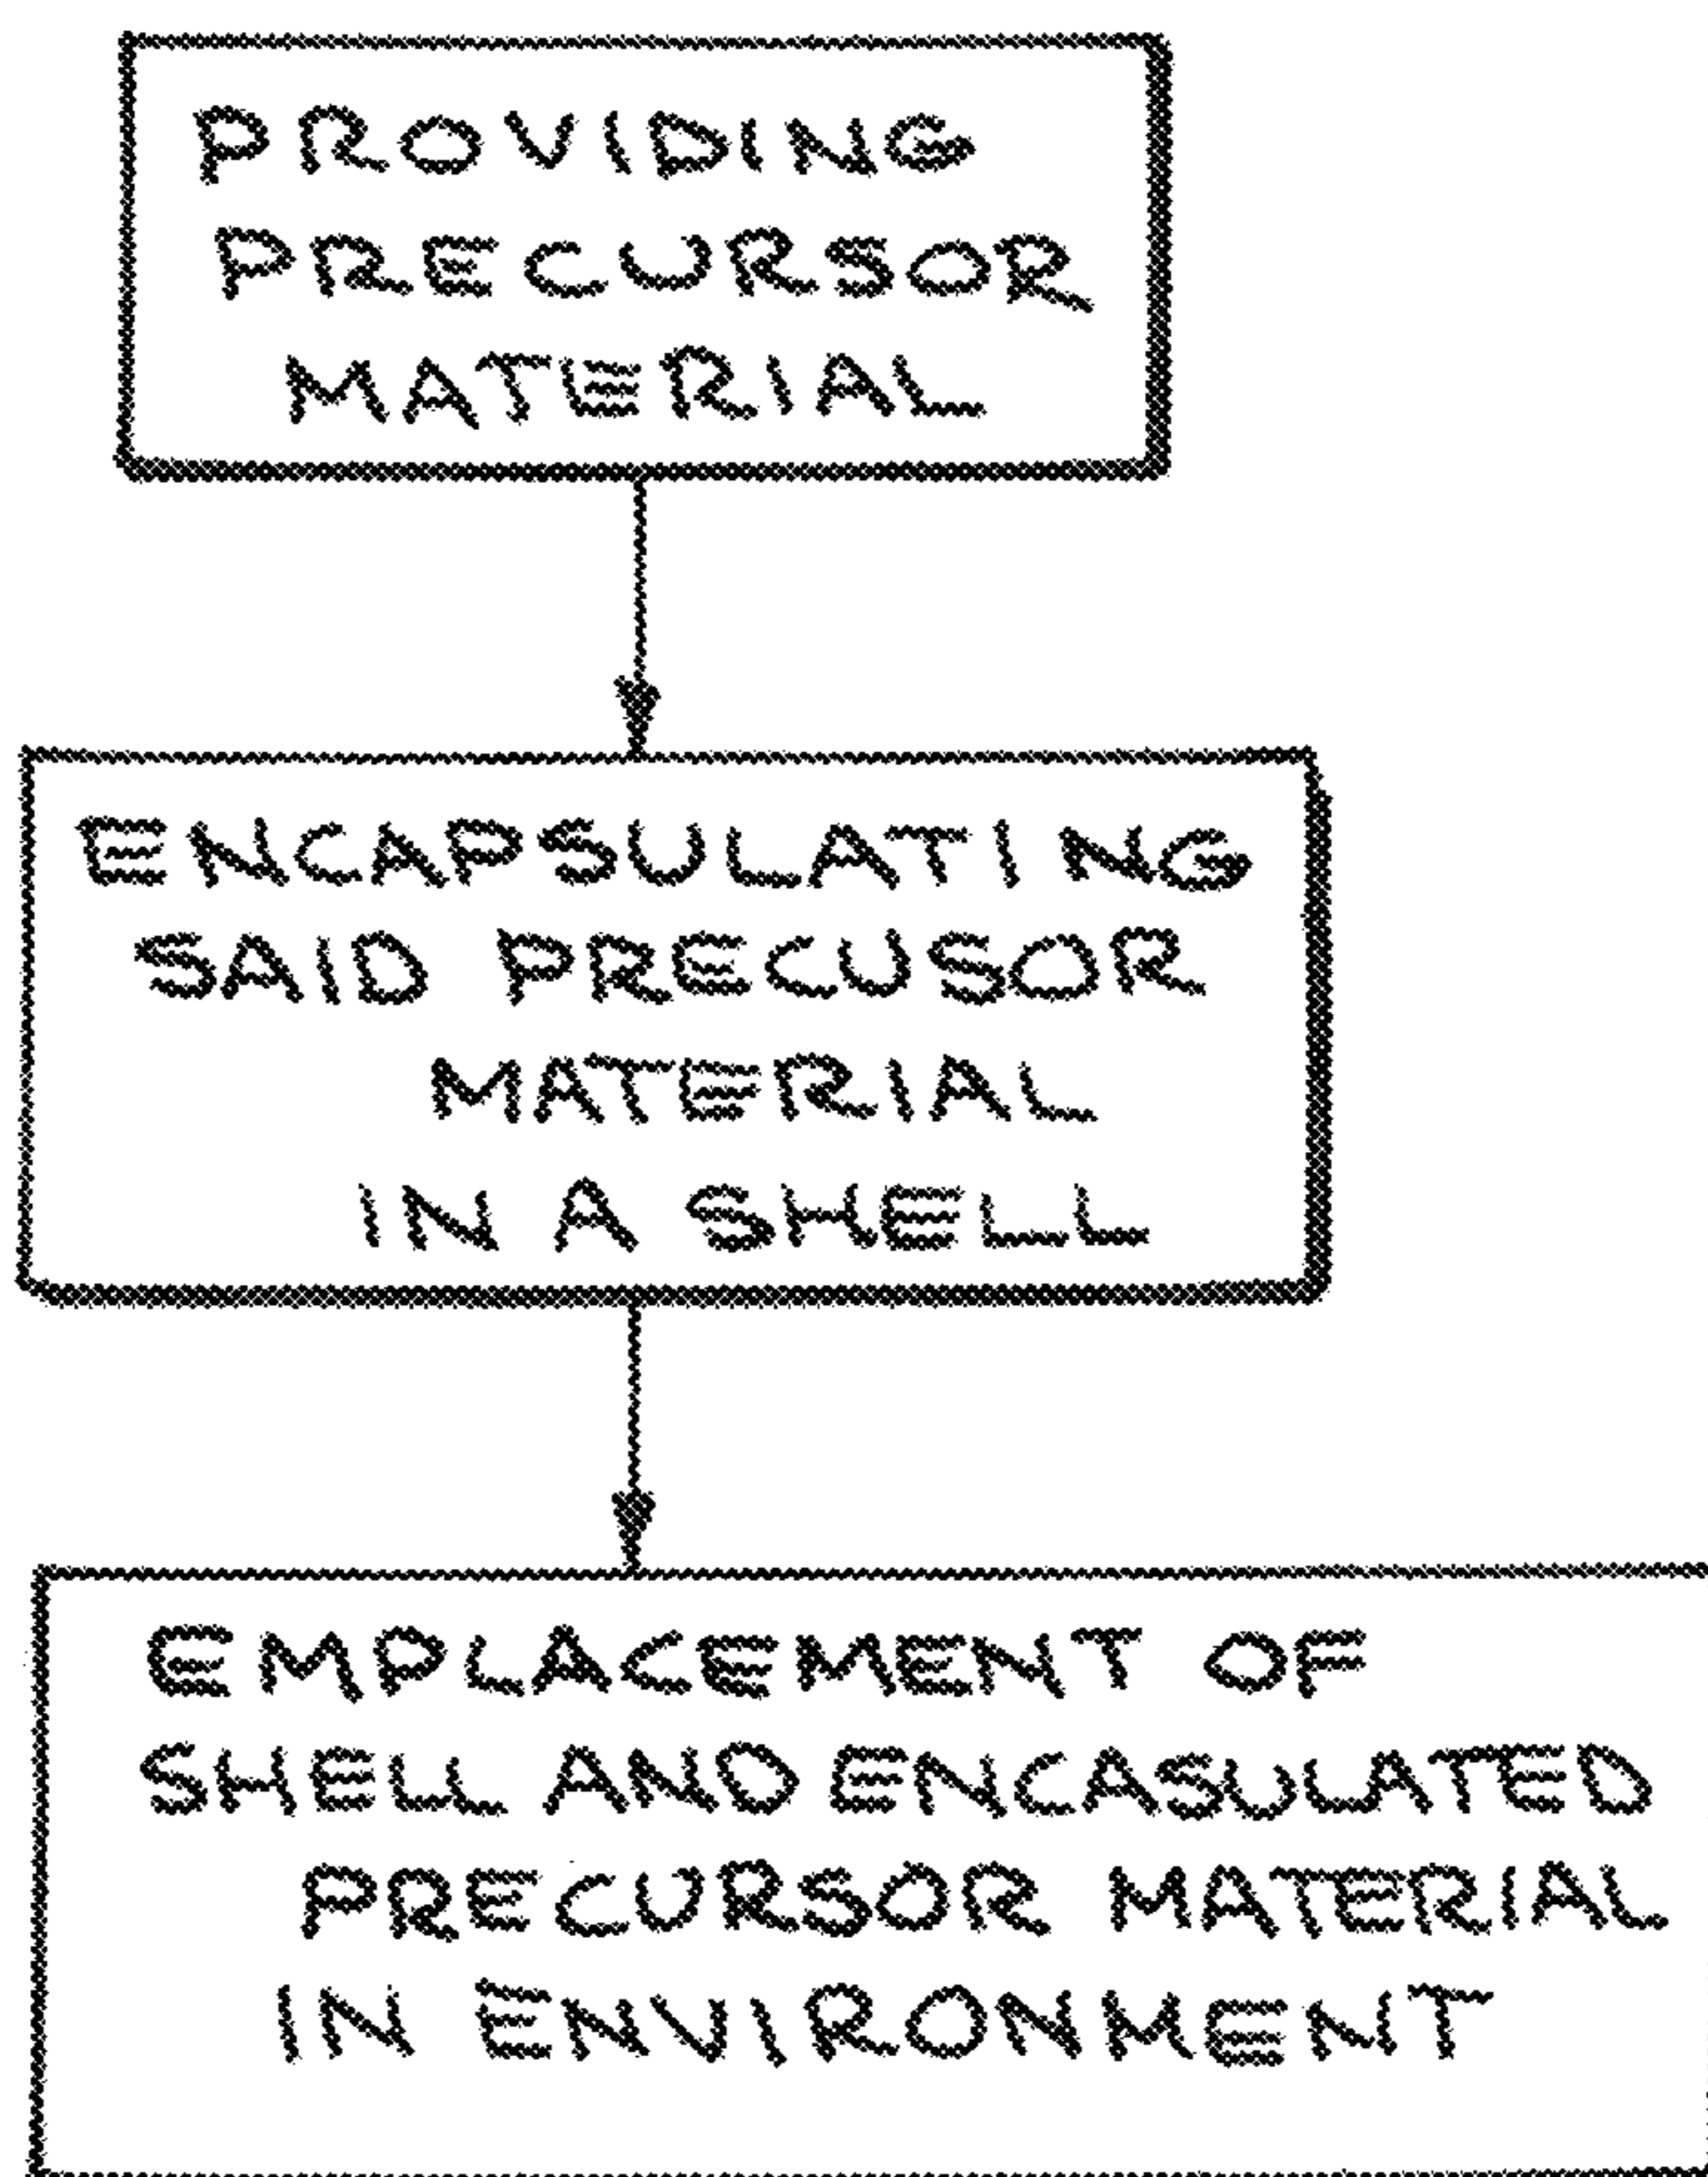 PROVIDING
PRECURSOR
MATERIAL
ENCAPSULATING
SAID PRECUSOR
MATERIAL
IN A SHELL
EMPLACEMENT OF
SHELL AND ENCASULATED
PRECURSOR MATERIAL
IN ENVIRONMENT